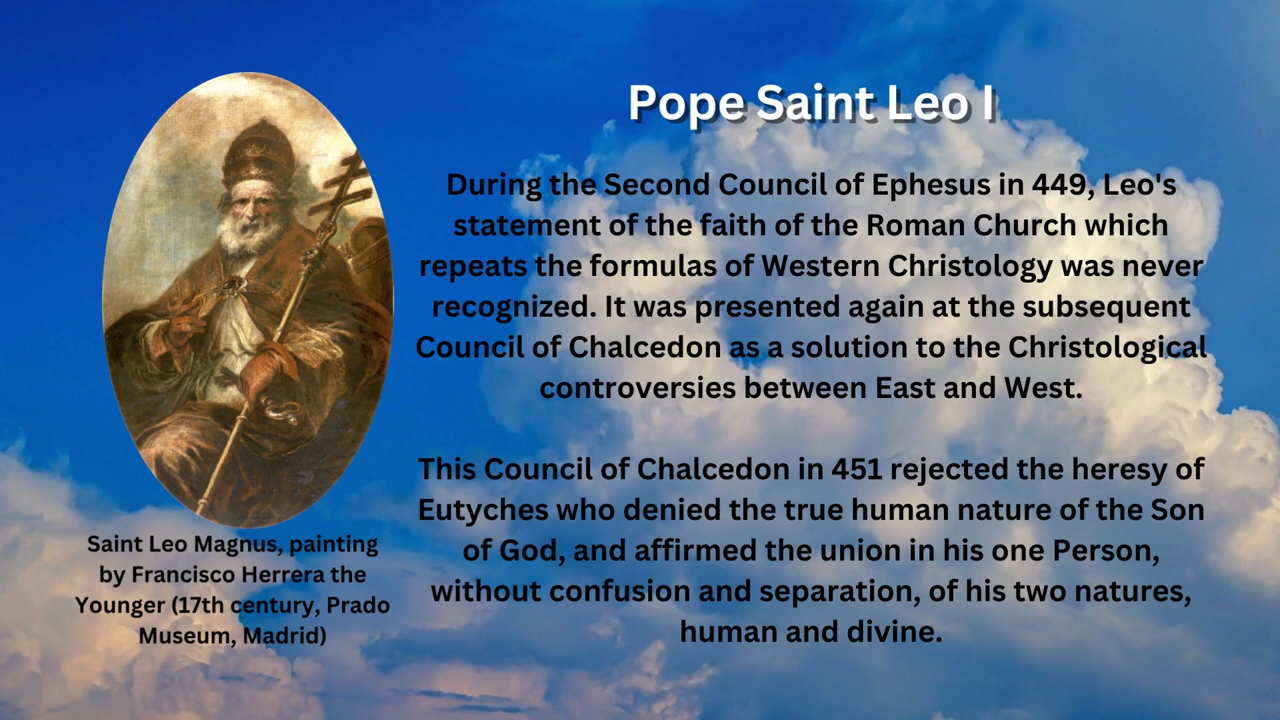 Pope Saint Leo I
During the Second Council of Ephesus in 449, Leo's
statement of the faith of the Roman Church which
repeats the formulas of Western Christology was never
recognized. It was presented again at the subsequent
Council of Chalcedon as a solution to the Christological
controversies between East and West.
This Council of Chalcedon in 451 rejected the heresy of
Eutyches who denied the true human nature of the Son
of God, and affirmed the union in his one Person,
without confusion and separation, of his two natures,
human and divine.
Saint Leo Magnus, painting
by Francisco Herrera the
Younger (17th century, Prado
Museum, Madrid)